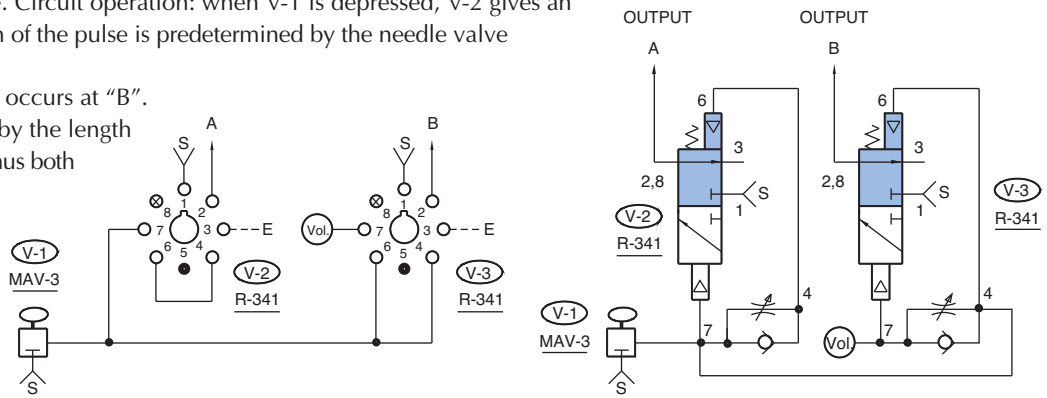 e. Circuit operation: when V-1 is depressed, V-2 gives an
of the pulse is predetermined by the needle valve
occurs at “B”.
by the length
both
A
B
S
S
1
2
3
4
5
6
7
8
E
1
2
3
4
5
6
7
8
E
Vol.
V-1
MAV-3
S
V-2
R-341
V-3
R-341
OUTPUT
OUTPUT
A
B
6
6
3
3
2,8
2,8
S
S
1
1
V-2
R-341
V-3
R-341
4
4
V-1
MAV-3
7
Vol.
7
S